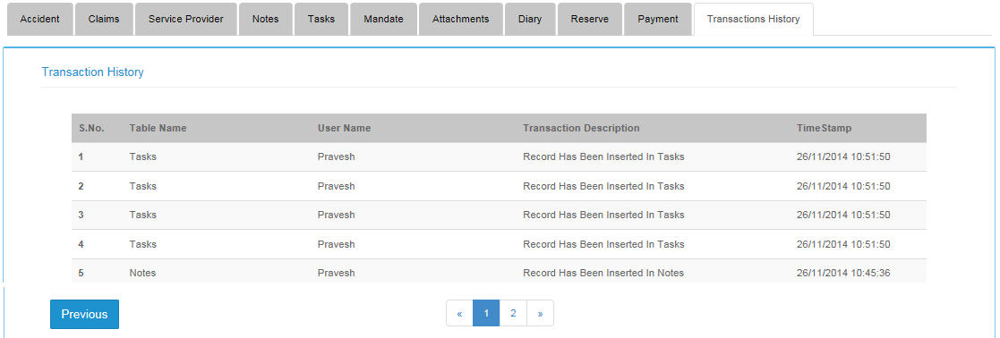 Accident Claims Service Provider Notes Tasks Mandate Attachments Diary Reserve Payment Transactions History
Transaction History
S.No. Table Name User Name Transaction Description TimeStamp
1 Tasks Pravesh Record Has Been Inserted In Tasks 26/11/2014 10:51:50
2 Tasks Pravesh Record Has Been Inserted In Tasks 26/11/2014 10:51:50
3 Tasks Pravesh Record Has Been Inserted In Tasks 26/11/2014 10:51:50
4 Tasks Pravesh Record Has Been Inserted In Tasks 26/11/2014 10:51:50
5 Notes Pravesh Record Has Been Inserted In Notes 26/11/2014 10:45:36
Previous « 1 2 »